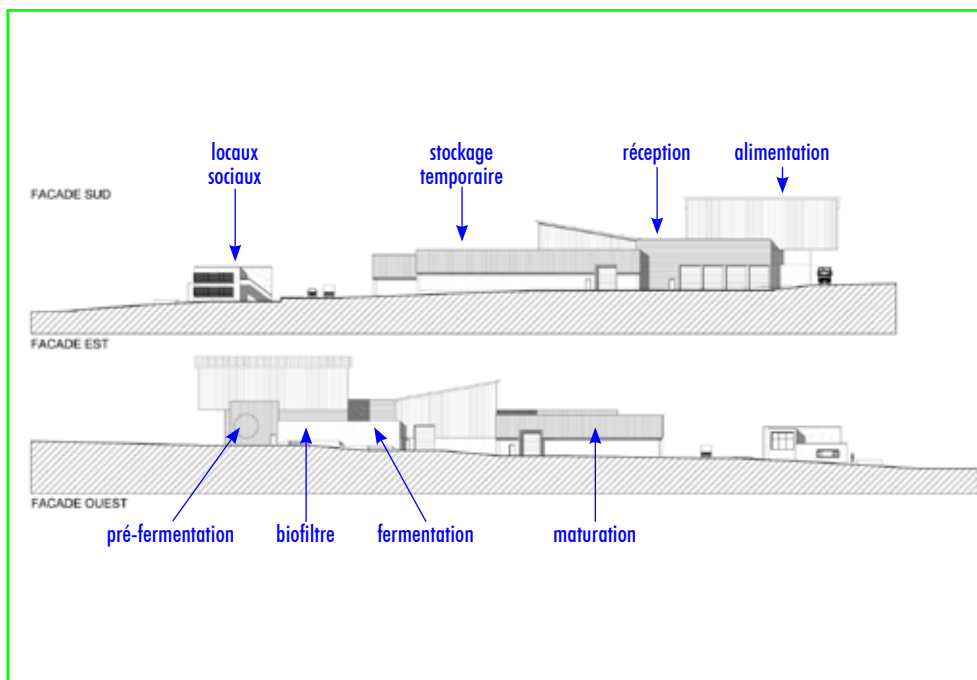 locaux
sociaux
stockage
temporaire
réception
alimentation
FACADE SUD
FACADE EST
FACADE OUEST
pré-fermentation
biofiltre
fermentation
maturation